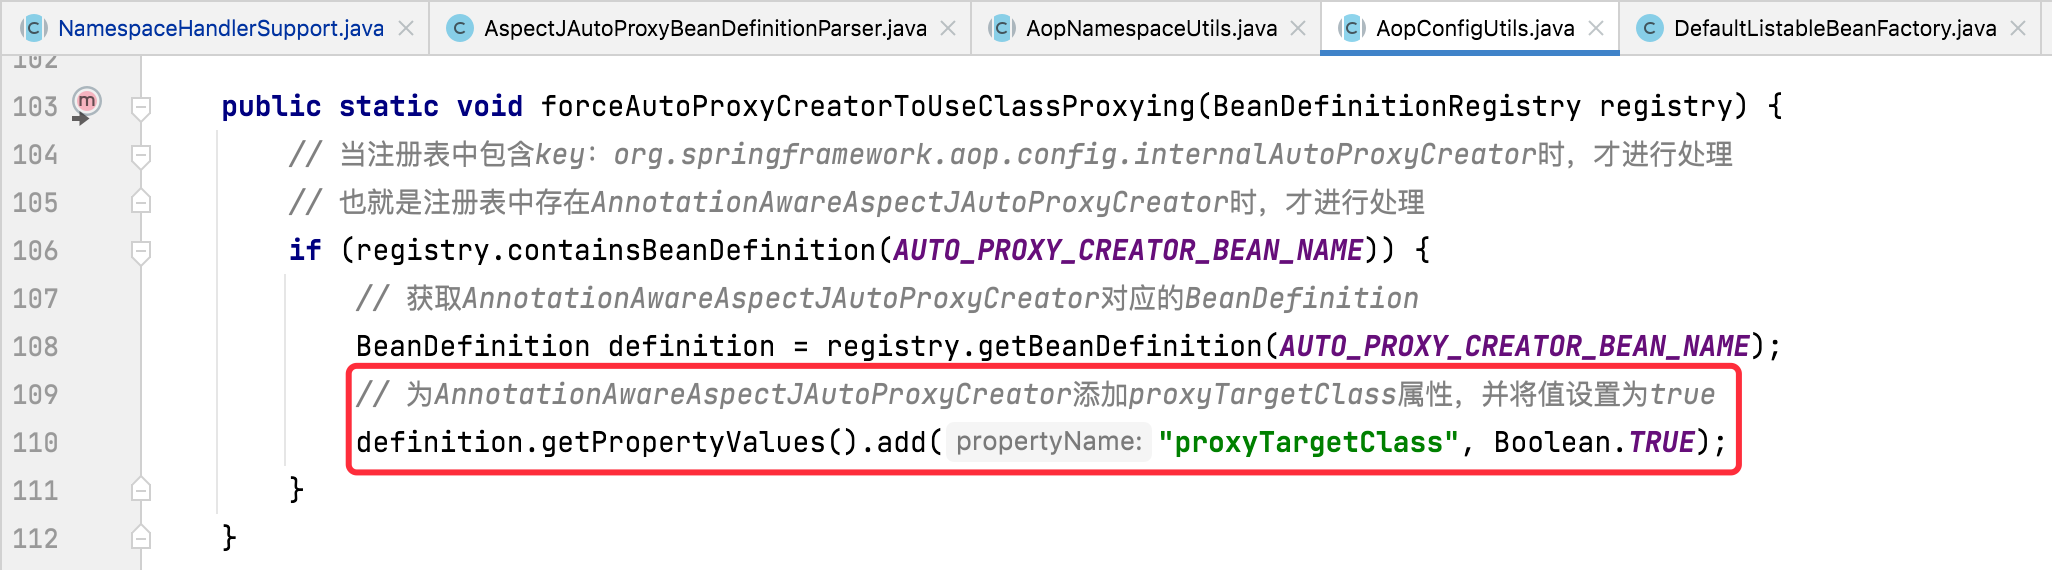 NamespaceHandlerSupport.java AspectJAutoProxyBeanDefinitionParser.java AopNamespaceUtils.java AopConfigUtils.java DefaultListableBeanFactory.java
102
103 public static void forceAutoProxyCreatorToUseClassProxying(BeanDefinitionRegistry registry) {
104 // 当注册表中包含key：org.springframework.aop.config.internalAutoProxyCreator时，才进行处理
105 // 也就是注册表中存在AnnotationAwareAspectJAutoProxyCreator时，才进行处理
106 if (registry.containsBeanDefinition(AUTO_PROXY_CREATOR_BEAN_NAME)) {
107 // 获取AnnotationAwareAspectJAutoProxyCreator对应的BeanDefinition
108 BeanDefinition definition = registry.getBeanDefinition(AUTO_PROXY_CREATOR_BEAN_NAME);
109 // 为AnnotationAwareAspectJAutoProxyCreator添加proxyTargetClass属性，并将值设置为true
110 definition.getPropertyValues().add( propertyName: "proxyTargetClass", Boolean.TRUE);
111 }
112 }